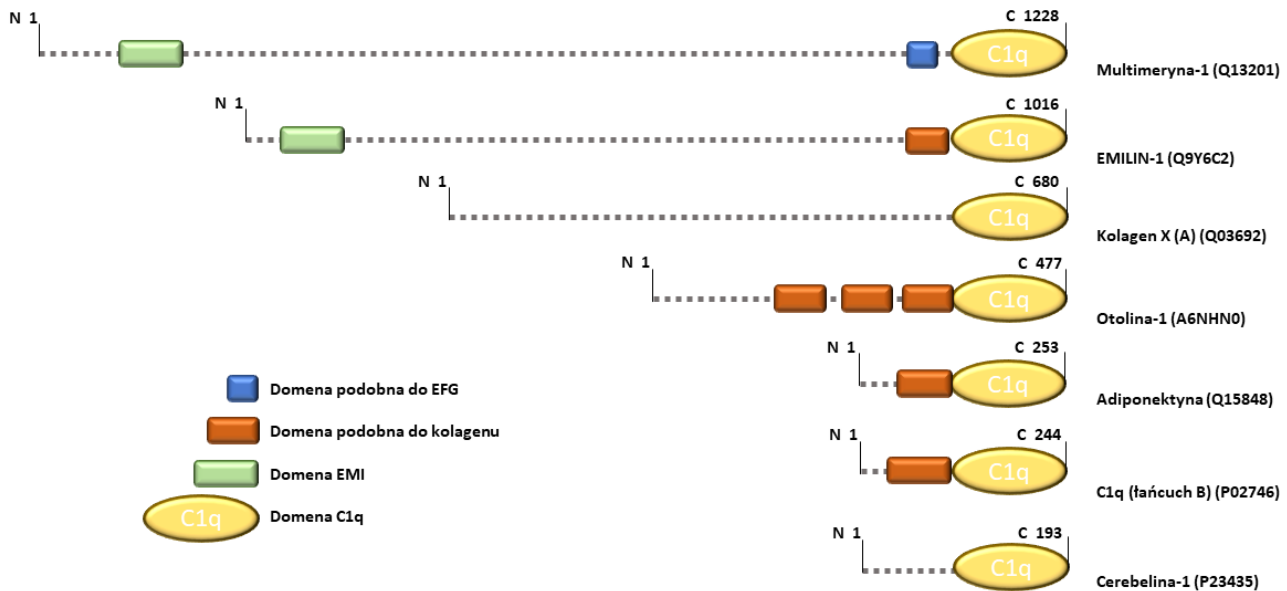 N 1
C 1228
C1q
Multimeryna-1 (Q13201)
N 1
C 1016
C1q
EMILIN-1 (Q9Y6C2)
N 1
C 680
C1q
Kolagen X (A) (Q03692)
N 1
C 477
C1q
Otolina-1 (A6NHN0)
N 1
C 253
C1q
Adiponektyna (Q15848)
N 1
C 244
C1q
C1q (łańcuch B) (P02746)
N 1
C 193
C1q
Cerebelina-1 (P23435)
Domena podobna do EFG
Domena podobna do kolagenu
Domena EMI
C1q
Domena C1q